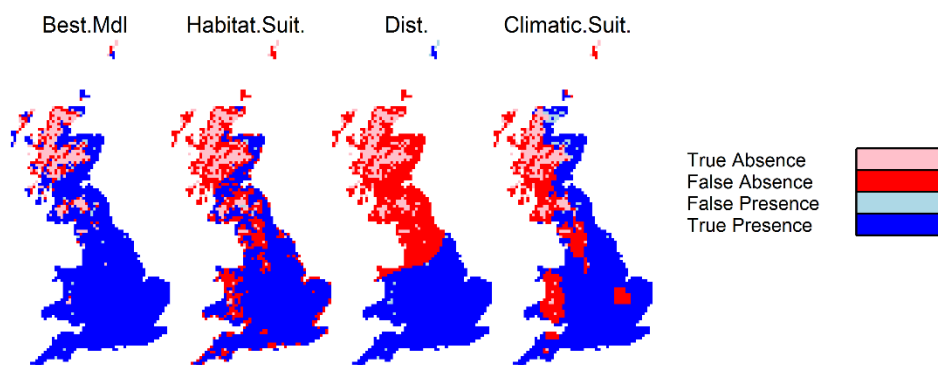 Best.Mdl Habitat.Suit. Dist. Climatic.Suit.
True Absence
False Absence
False Presence
True Presence